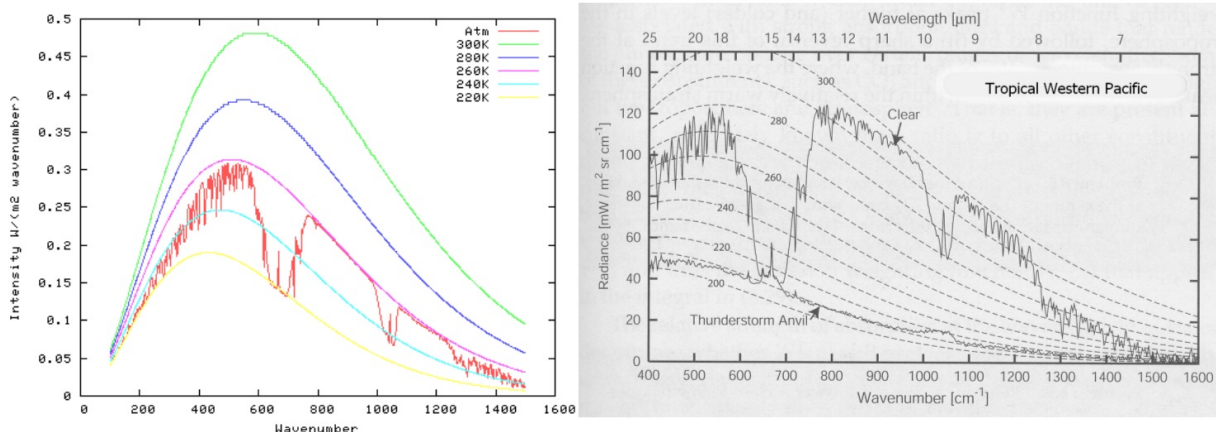 0.5
0.45
0.4
0.35
0.3
0.25
0.2
0.15
0.1
0.05
0
Intensity W/(m2 wavenumber)
Atm
300K
280K
260K
240K
220K
0 200 400 600 800 1000 1200 1400 1600
Wavenumber
Wavelength [μm]
25 20 18 15 14 13 12 11 10 9 8 7
140
120
100
80
60
40
20
0
Radiance [mW / m² sr cm⁻¹]
Tropical Western Pacific
300
Clear
280
260
240
220
200
Thunderstorm Anvil
400 500 600 700 800 900 1000 1100 1200 1300 1400 1500 1600
Wavenumber [cm⁻¹]